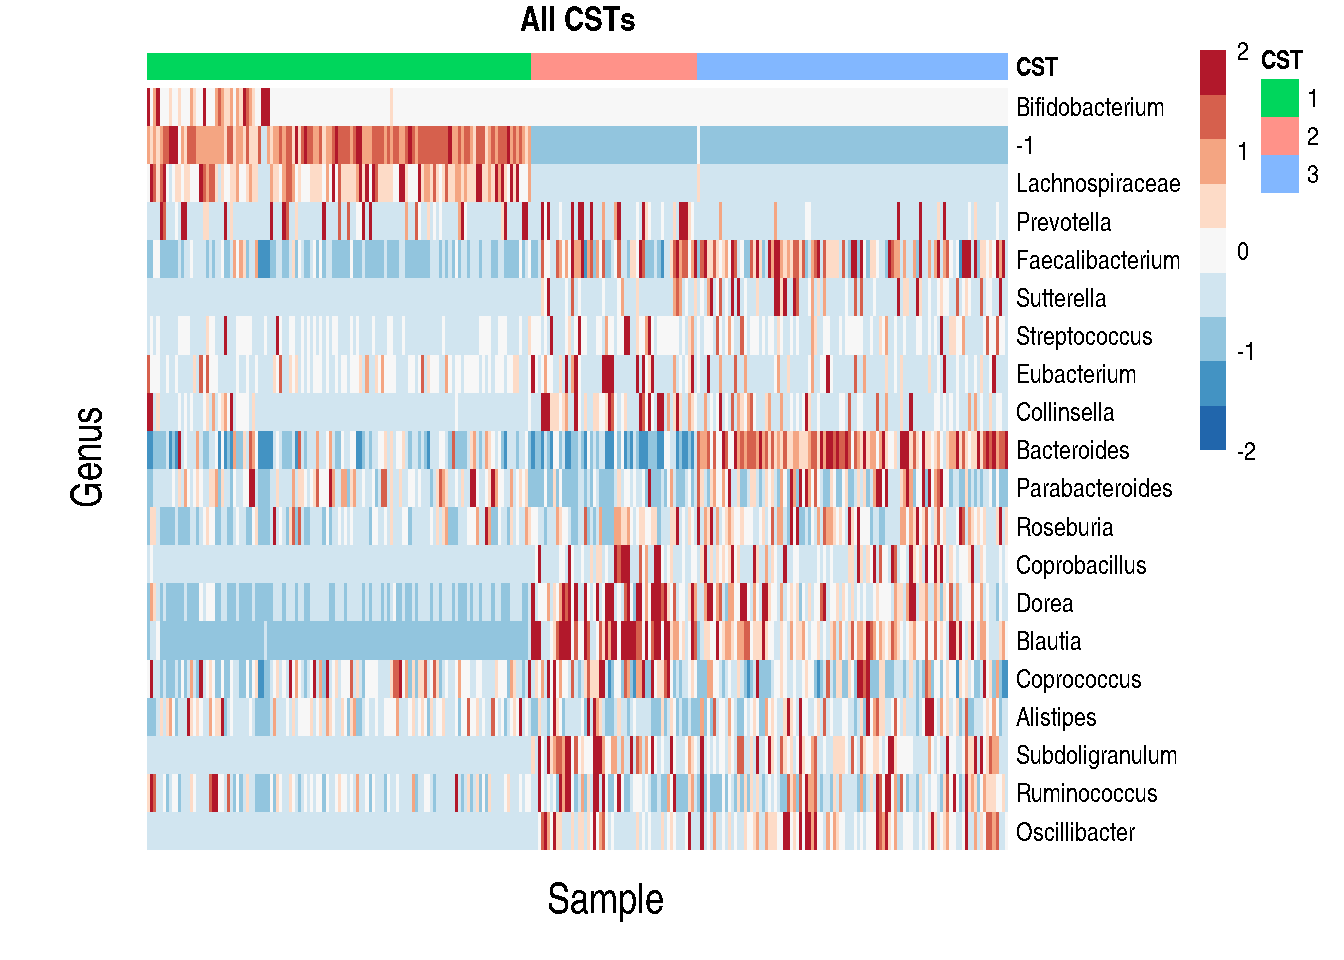 All CSTs
CST
Bifidobacterium
-1
Lachnospiraceae
Prevotella
Faecalibacterium
Sutterella
Streptococcus
Eubacterium
Collinsella
Bacteroides
Parabacteroides
Roseburia
Coprobacillus
Dorea
Blautia
Coprococcus
Alistipes
Subdoligranulum
Ruminococcus
Oscillibacter
2
1
0
-1
-2
CST
1
2
3
Genus
Sample